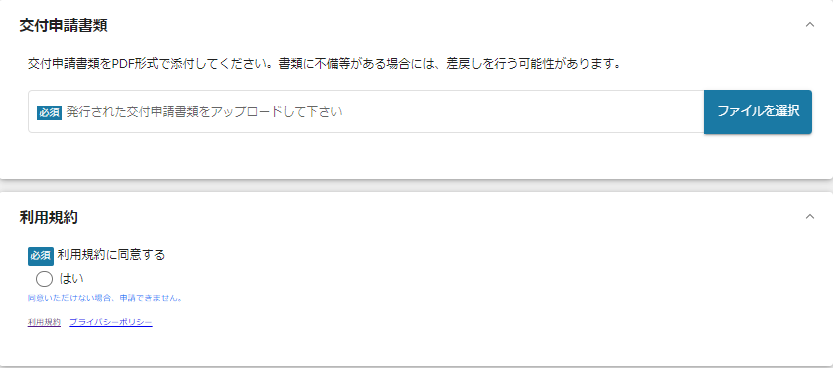 交付申請書類
交付申請書類をPDF形式で添付してください。書類に不備等がある場合には、差戻しを行う可能性があります。
必須 発行された交付申請書類をアップロードして下さい
ファイルを選択
利用規約
必須 利用規約に同意する
はい
同意いただけない場合、申請できません。
利用規約 プライバシーポリシー